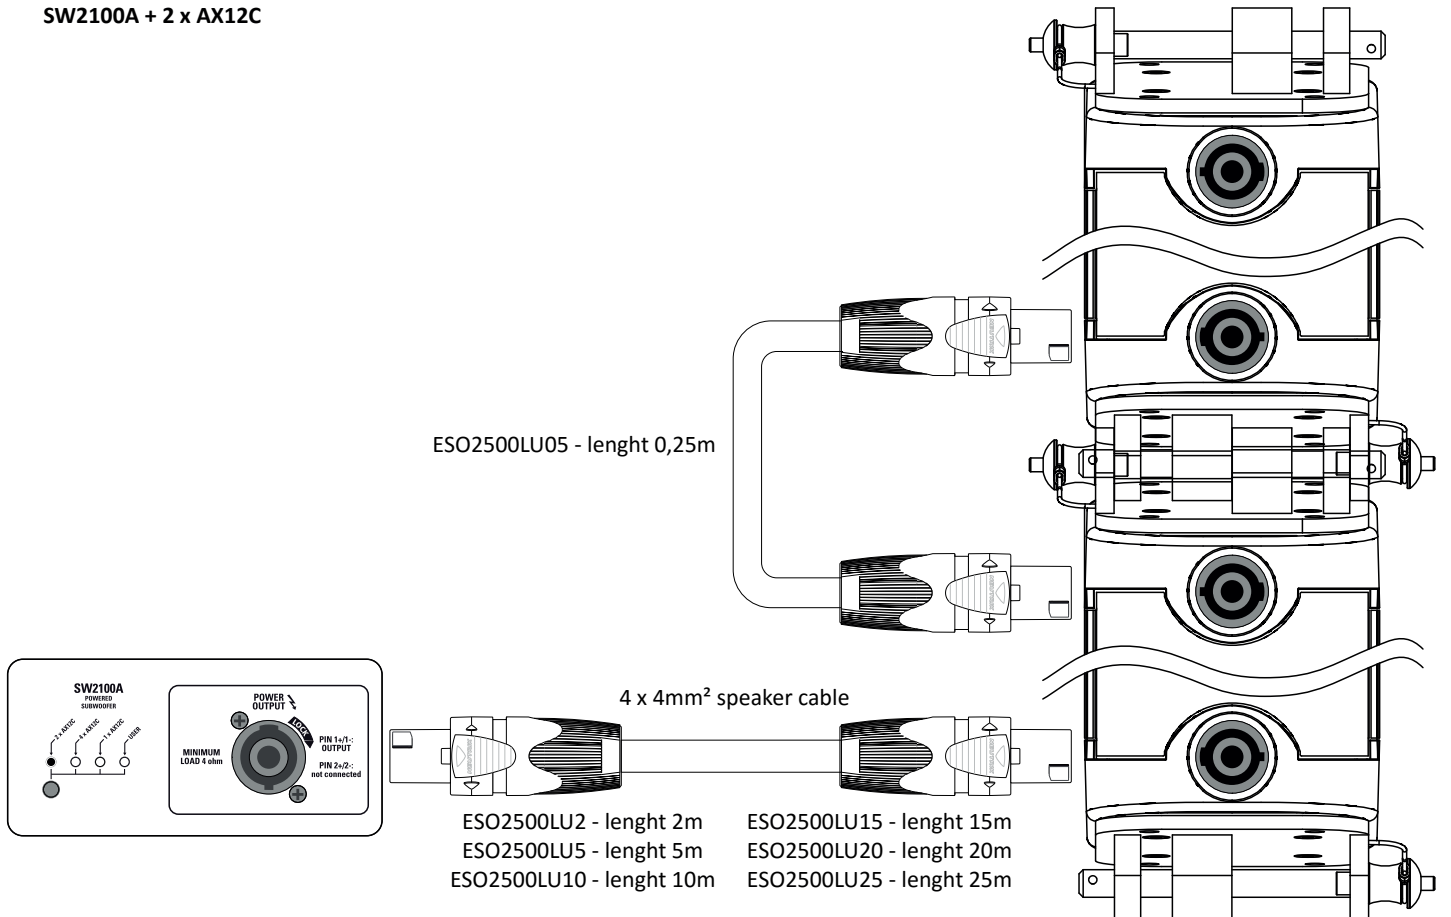 SW2100A + 2 x AX12C
ESO2500LU05 - lenght 0,25m
SW2100A
POWERED
SUBWOOFER
2 x AX12C
4 x AX12C
1 x AX12C
USER
POWER
OUTPUT
LOCK
MINIMUM
LOAD 4 ohm
PIN 1+/1-:
OUTPUT
PIN 2+/2-:
not connected
4 x 4mm² speaker cable
ESO2500LU2 - lenght 2m
ESO2500LU5 - lenght 5m
ESO2500LU10 - lenght 10m
ESO2500LU15 - lenght 15m
ESO2500LU20 - lenght 20m
ESO2500LU25 - lenght 25m